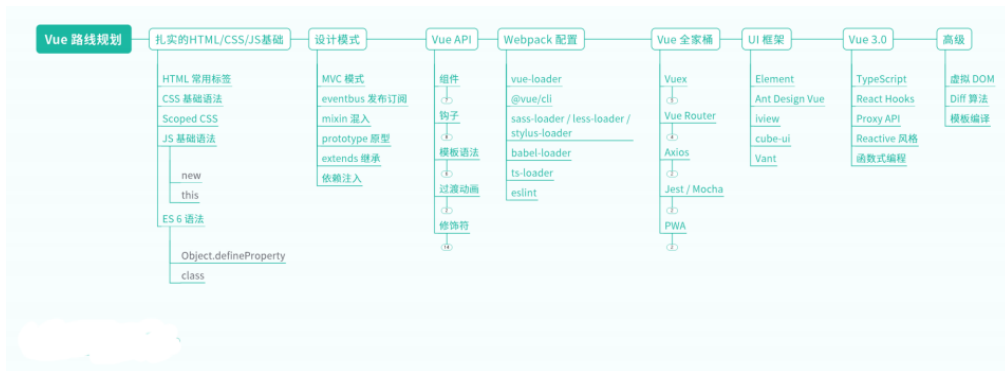 Vue 路线规划
扎实的HTML/CSS/JS基础
HTML 常用标签
CSS 基础语法
Scoped CSS
JS 基础语法
new
this
ES 6 语法
Object.defineProperty
class
设计模式
MVC 模式
eventbus 发布订阅
mixin 混入
prototype 原型
extends 继承
依赖注入
Vue API
组件
钩子
模板语法
过渡动画
修饰符
Webpack 配置
vue-loader
@vue/cli
sass-loader / less-loader /
stylus-loader
babel-loader
ts-loader
eslint
Vue 全家桶
Vuex
Vue Router
Axios
Jest / Mocha
PWA
UI 框架
Element
Ant Design Vue
iview
cube-ui
Vant
Vue 3.0
TypeScript
React Hooks
Proxy API
Reactive 风格
函数式编程
高级
虚拟 DOM
Diff 算法
模板编译